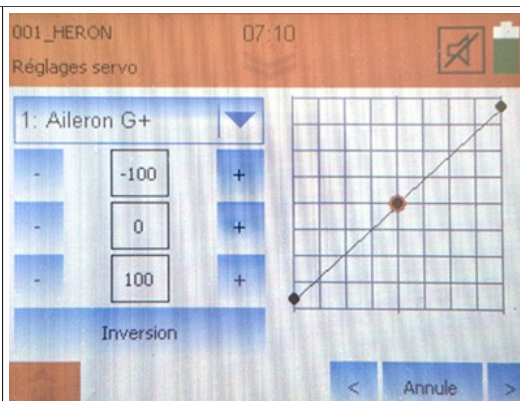 001_HERON 07:10
Réglages servo
1: Aileron G+
- -100 +
- 0 +
- 100 +
Inversion
< Annule >